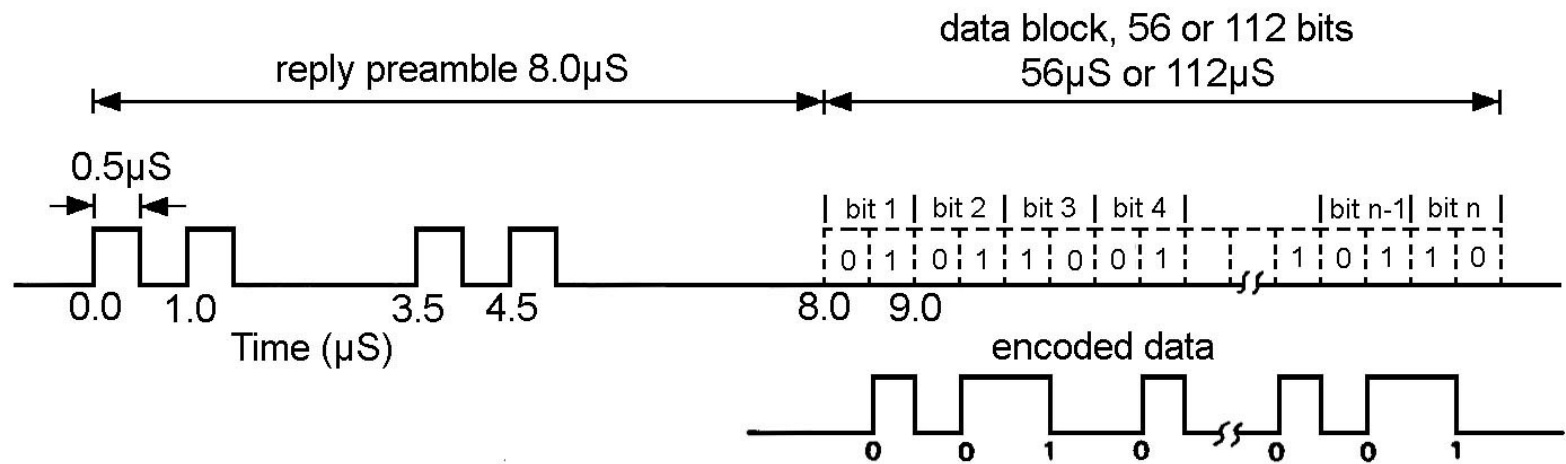 data block, 56 or 112 bits
reply preamble 8.0µS
56µS or 112µS
0.5µS
bit 1 bit 2 bit 3 bit 4 bit n-1 bit n
0 1 0 1 1 0 0 1 1 0 1 1 0
0.0 1.0 3.5 4.5 8.0 9.0
Time (µS)
encoded data
0 0 1 0 0 0 1